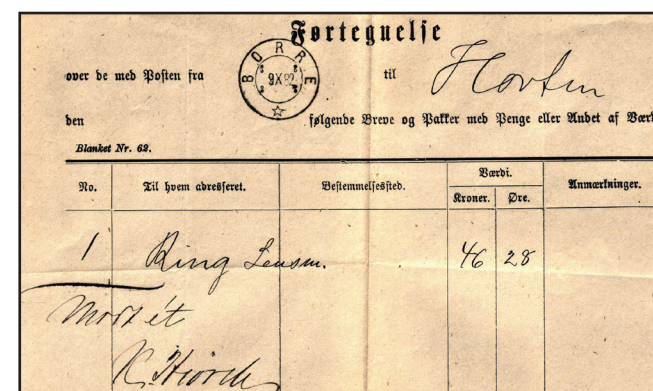 Fortegnelse
over de med Posten fra BORRE 9 X 82 til Horten
den følgende Breve og Pakker med Penge eller Andet af Værd
Blanket Nr. 62.
No. Til hvem adresseret. Bestemmelsessted. Værdi. Anmærkninger.
Kroner. Øre.
1 Ring Lensm. 46 28